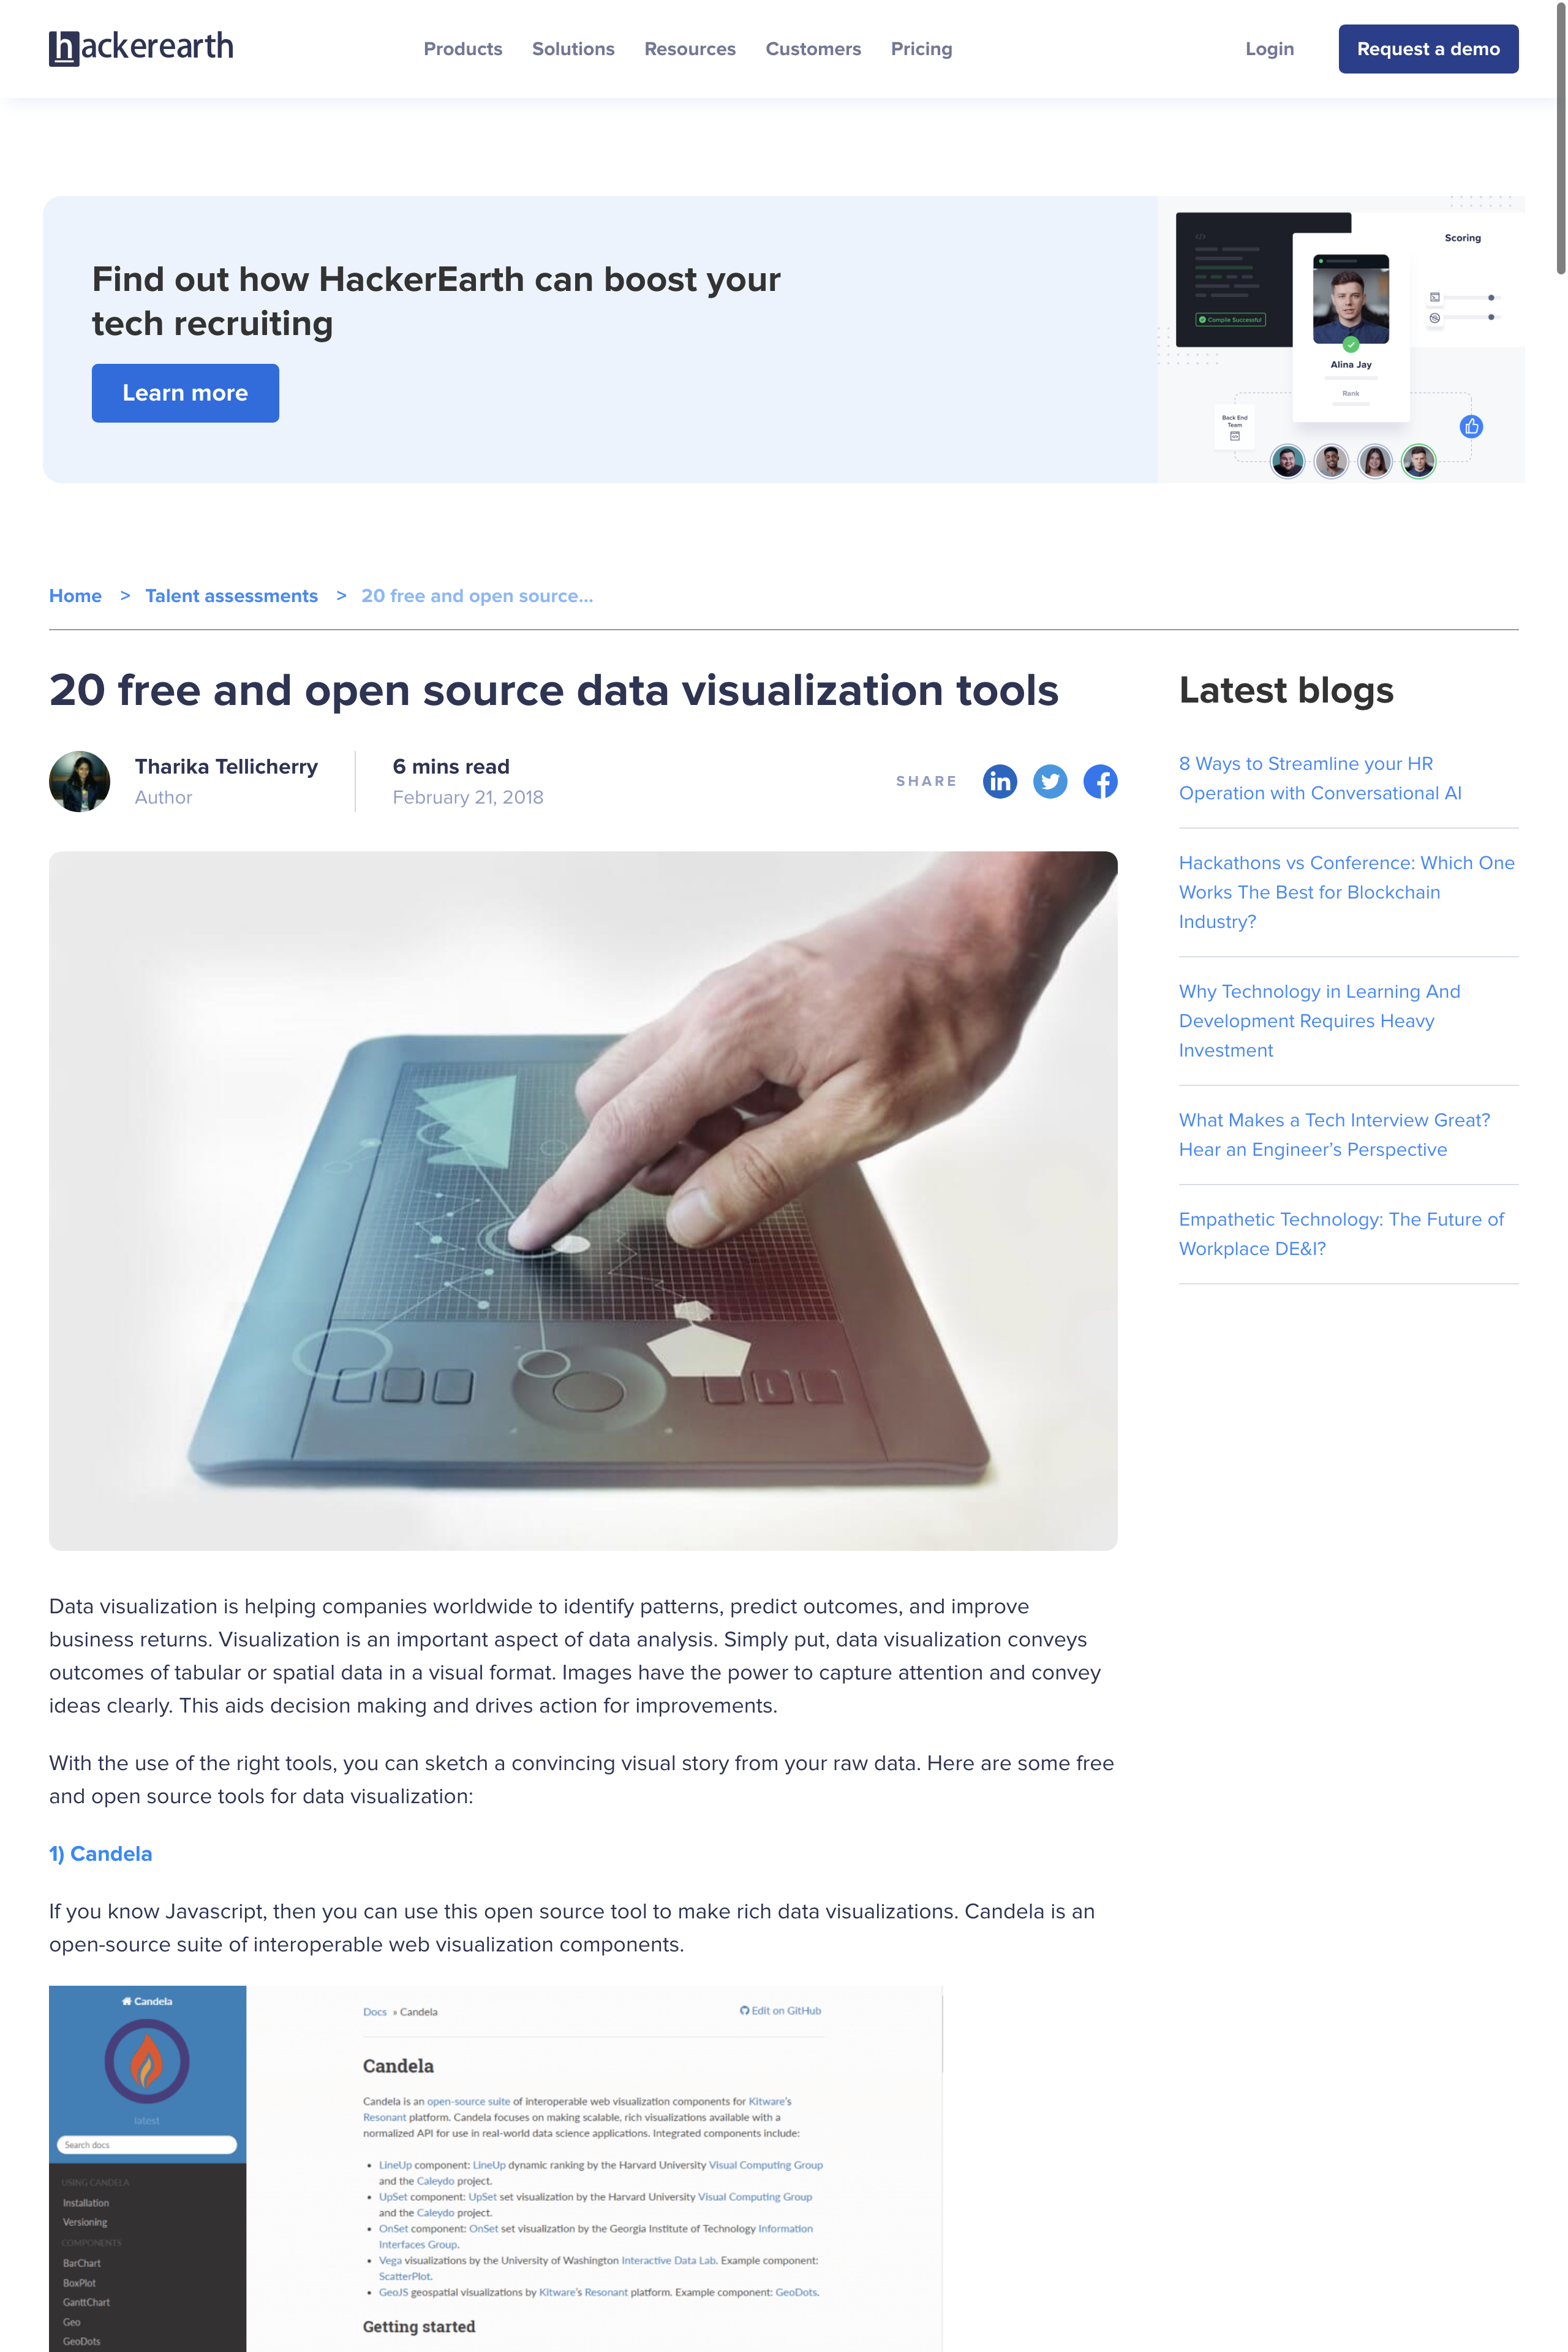 hackerearth
Products Solutions Resources Customers Pricing
Login
Request a demo
Find out how HackerEarth can boost your
tech recruiting
Learn more
</>
Compile Successful
Scoring
Alina Jay
Rank
Back End
Team
Home > Talent assessments > 20 free and open source...
20 free and open source data visualization tools
Tharika Tellicherry
Author
6 mins read
February 21, 2018
SHARE
Data visualization is helping companies worldwide to identify patterns, predict outcomes, and improve
business returns. Visualization is an important aspect of data analysis. Simply put, data visualization conveys
outcomes of tabular or spatial data in a visual format. Images have the power to capture attention and convey
ideas clearly. This aids decision making and drives action for improvements.
With the use of the right tools, you can sketch a convincing visual story from your raw data. Here are some free
and open source tools for data visualization:
1) Candela
If you know Javascript, then you can use this open source tool to make rich data visualizations. Candela is an
open-source suite of interoperable web visualization components.
Candela
latest
Search docs
USING CANDELA
Installation
Versioning
COMPONENTS
BarChart
BoxPlot
GanttChart
Geo
GeoDots
Docs » Candela
Edit on GitHub
Candela
Candela is an open-source suite of interoperable web visualization components for Kitware's
Resonant platform. Candela focuses on making scalable, rich visualizations available with a
normalized API for use in real-world data science applications. Integrated components include:
• LineUp component: LineUp dynamic ranking by the Harvard University Visual Computing Group
and the Caleydo project.
• UpSet component: UpSet set visualization by the Harvard University Visual Computing Group
and the Caleydo project.
• OnSet component: OnSet set visualization by the Georgia Institute of Technology Information
Interfaces Group.
• Vega visualizations by the University of Washington Interactive Data Lab. Example component:
ScatterPlot.
• GeoJS geospatial visualizations by Kitware's Resonant platform. Example component: GeoDots.
Getting started
Latest blogs
8 Ways to Streamline your HR
Operation with Conversational AI
Hackathons vs Conference: Which One
Works The Best for Blockchain
Industry?
Why Technology in Learning And
Development Requires Heavy
Investment
What Makes a Tech Interview Great?
Hear an Engineer’s Perspective
Empathetic Technology: The Future of
Workplace DE&I?